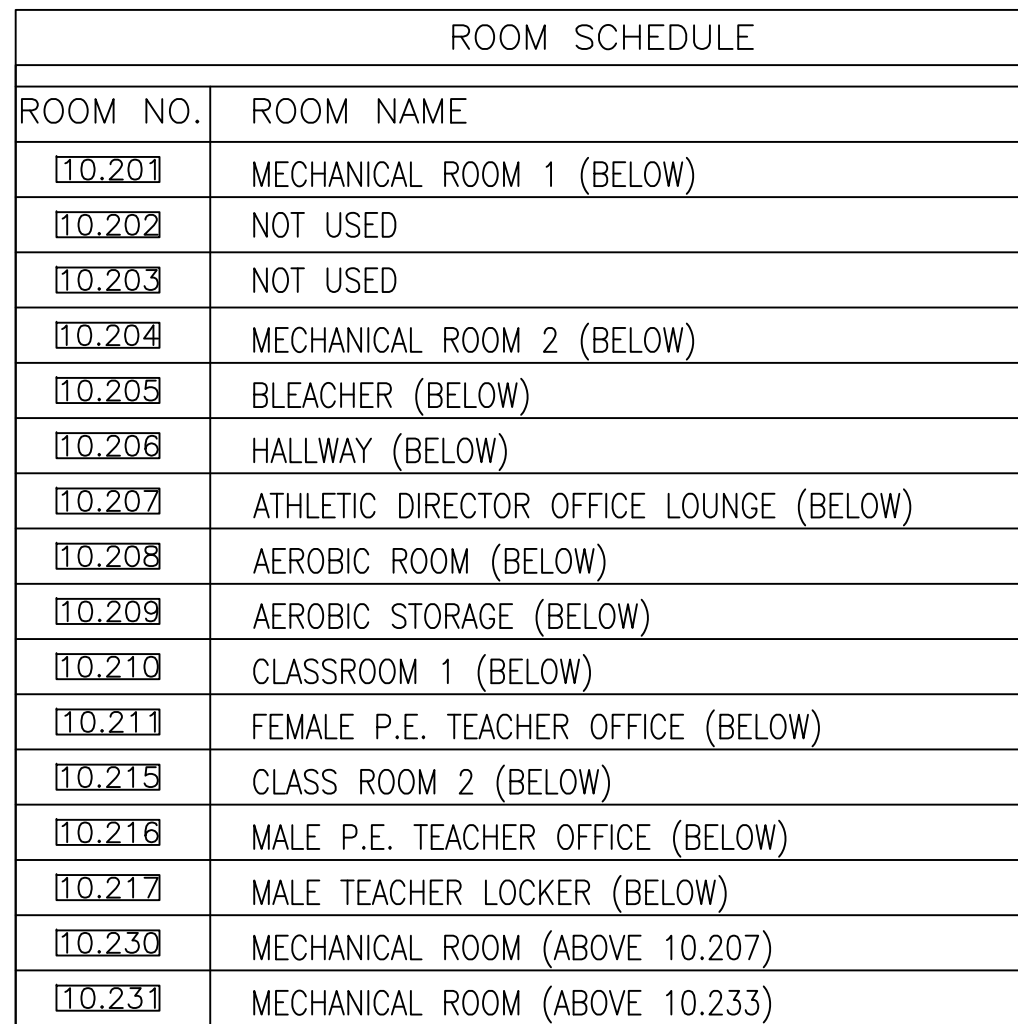 ROOM SCHEDULE
ROOM NO. ROOM NAME
10.201 MECHANICAL ROOM 1 (BELOW)
10.202 NOT USED
10.203 NOT USED
10.204 MECHANICAL ROOM 2 (BELOW)
10.205 BLEACHER (BELOW)
10.206 HALLWAY (BELOW)
10.207 ATHLETIC DIRECTOR OFFICE LOUNGE (BELOW)
10.208 AEROBIC ROOM (BELOW)
10.209 AEROBIC STORAGE (BELOW)
10.210 CLASSROOM 1 (BELOW)
10.211 FEMALE P.E. TEACHER OFFICE (BELOW)
10.215 CLASS ROOM 2 (BELOW)
10.216 MALE P.E. TEACHER OFFICE (BELOW)
10.217 MALE TEACHER LOCKER (BELOW)
10.230 MECHANICAL ROOM (ABOVE 10.207)
10.231 MECHANICAL ROOM (ABOVE 10.233)